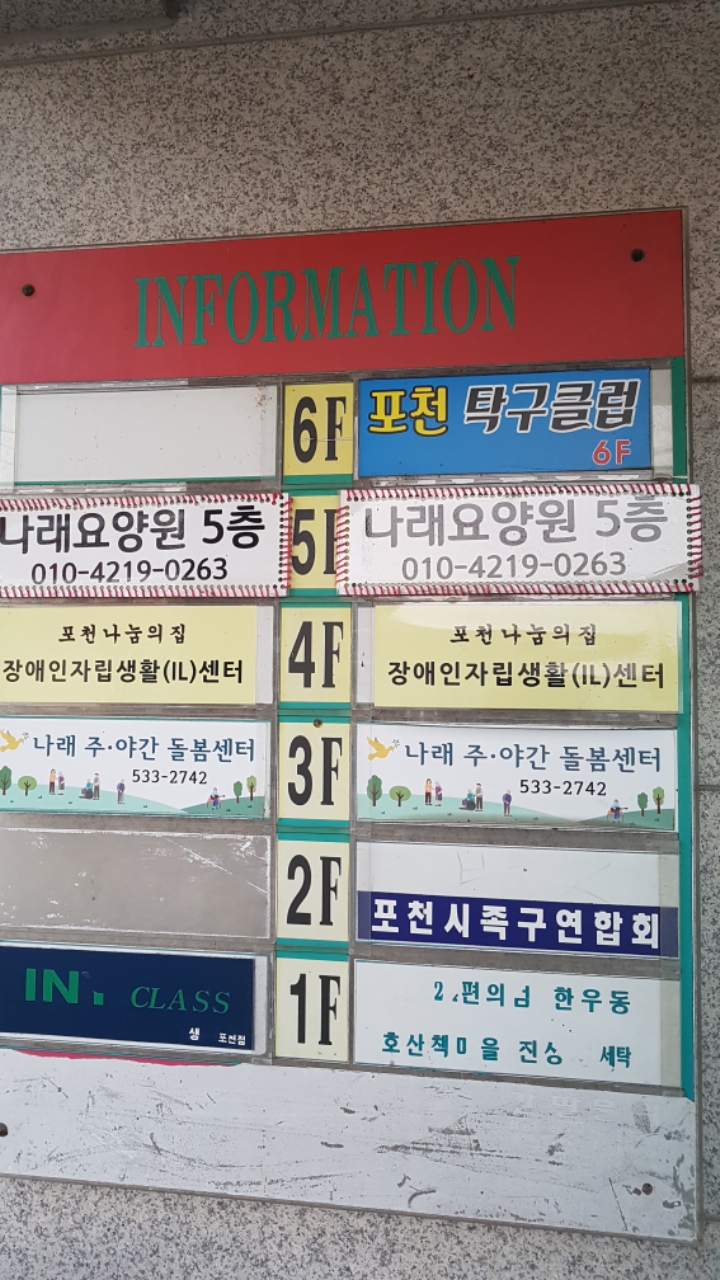 INFORMATION
6F
포천 탁구클럽
6F
나래요양원 5층
010-4219-0263
5F
나래요양원 5층
010-4219-0263
포천나눔의집
장애인자립생활(IL)센터
4F
포천나눔의집
장애인자립생활(IL)센터
나래 주·야간 돌봄센터
533-2742
3F
나래 주·야간 돌봄센터
533-2742
2F
포천시족구연합회
CLASS
포천점
1F
한우동
세탁